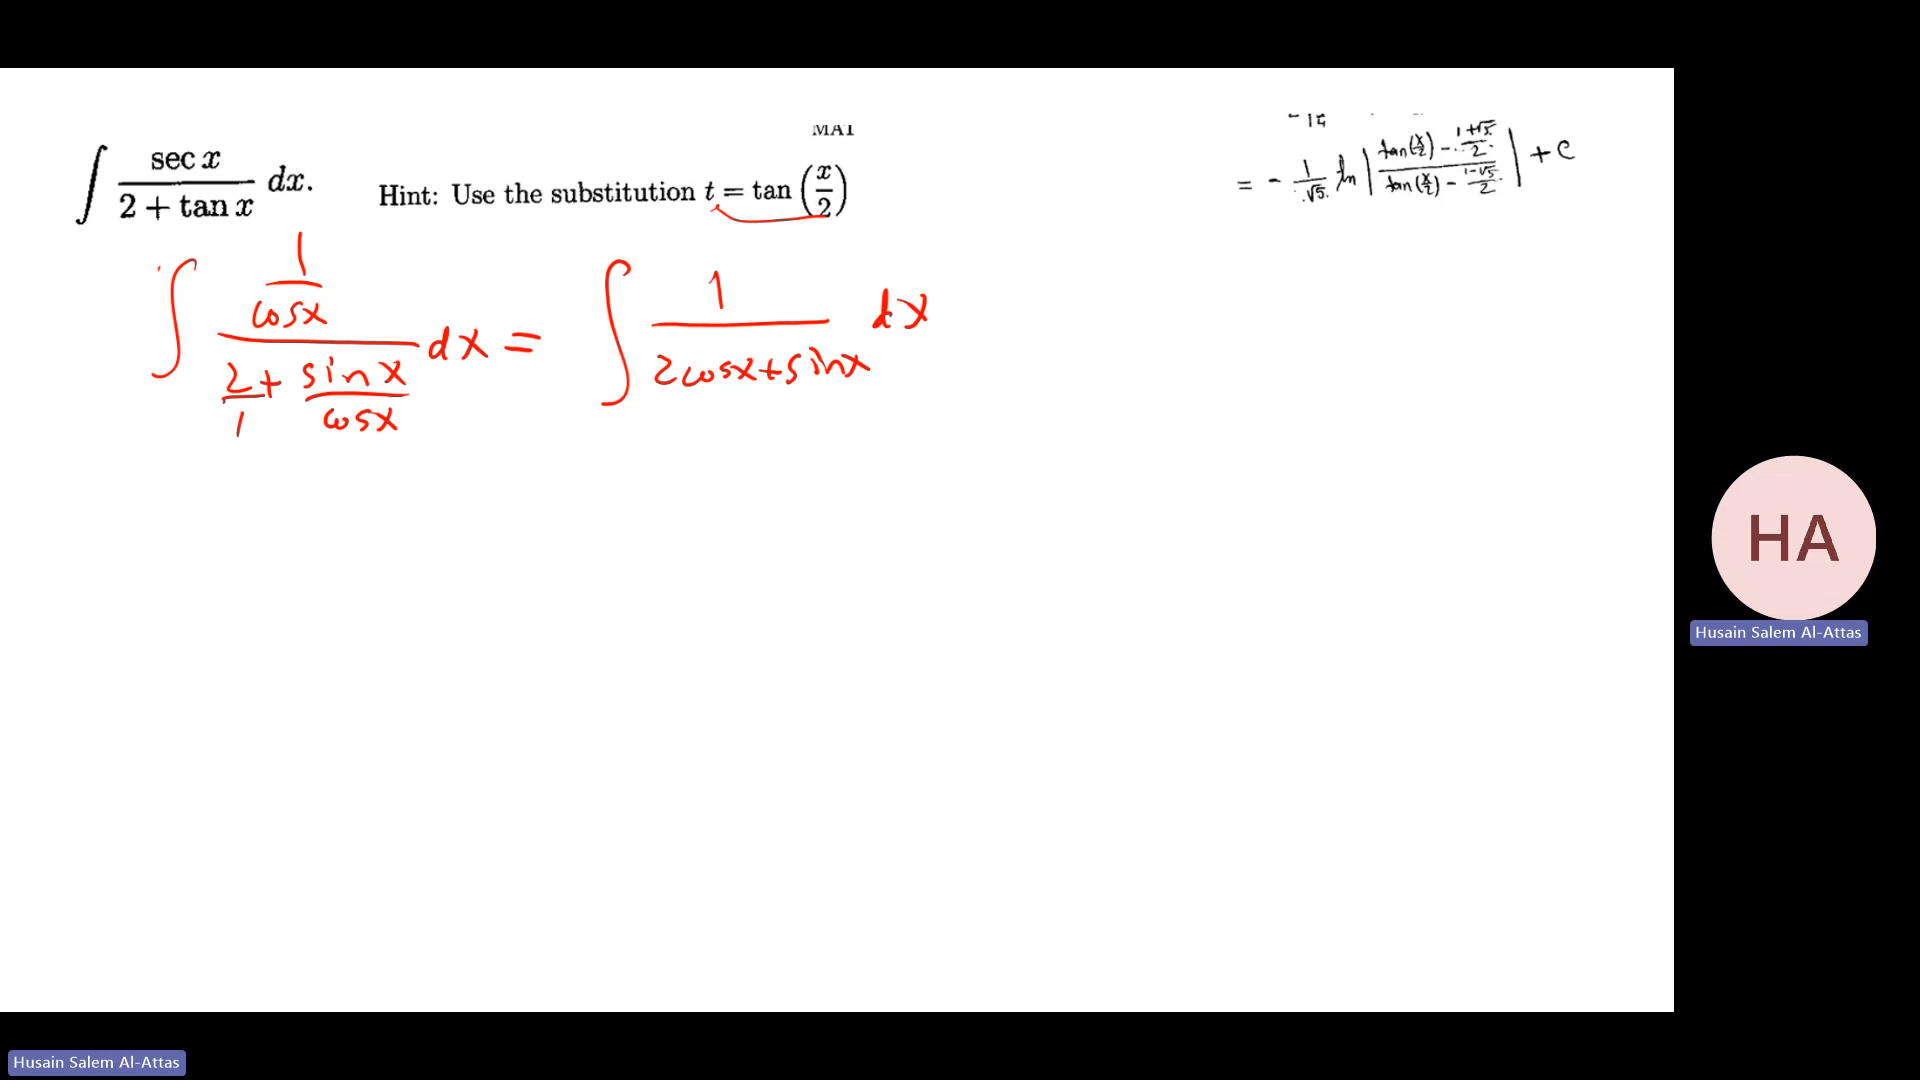 MAT
∫ sec x / (2 + tan x) dx. Hint: Use the substitution t = tan (x/2)
= - 1/√5 ln | (tan(x/2) - (1+√5)/2) / (tan(x/2) - (1-√5)/2) | + C
∫ (1/cosx) / (2/1 + sinx/cosx) dx = ∫ 1 / (2cosx+sinx) dx
HA
Husain Salem Al-Attas
Husain Salem Al-Attas